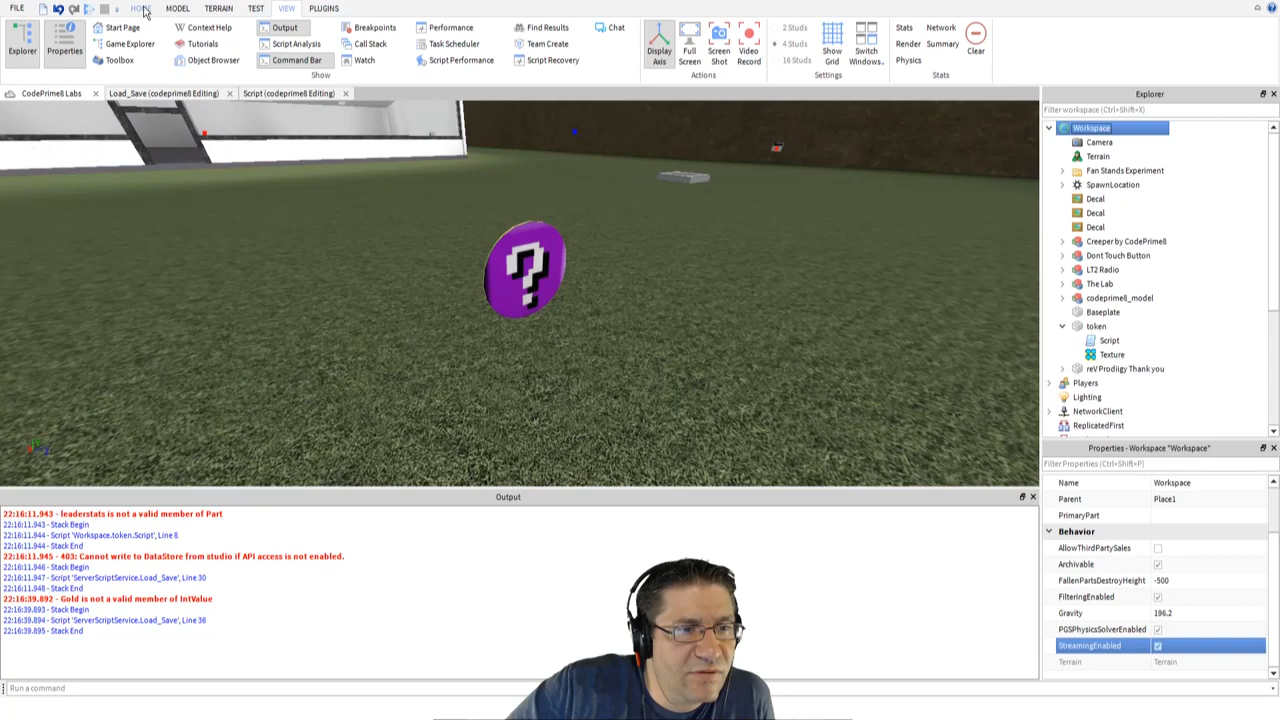 FILE HOME MODEL TERRAIN TEST VIEW PLUGINS
Explorer
Properties
Start Page
Game Explorer
Toolbox
Context Help
Tutorials
Object Browser
Output
Script Analysis
Command Bar
Breakpoints
Call Stack
Watch
Performance
Task Scheduler
Script Performance
Find Results
Team Create
Script Recovery
Chat
Show
Display Axis
Full Screen
Screen Shot
Video Record
Actions
2 Studs
4 Studs
16 Studs
Show Grid
Switch Windows
Settings
Stats
Render
Physics
Network
Summary
Clear
Stats
CodePrime8 Labs
Load_Save (codeprime8 Editing)
Script (codeprime8 Editing)
Explorer
Filter workspace (Ctrl+Shift+X)
Workspace
Camera
Terrain
Fan Stands Experiment
SpawnLocation
Decal
Decal
Decal
Creeper by CodePrime8
Dont Touch Button
LT2 Radio
The Lab
codeprime8_model
Baseplate
token
Script
Texture
reV Prodiigy Thank you
Players
Lighting
NetworkClient
ReplicatedFirst
Properties - Workspace "Workspace"
Filter Properties (Ctrl+Shift+P)
Name Workspace
Parent Place1
PrimaryPart
Behavior
AllowThirdPartySales
Archivable
FallenPartsDestroyHeight -500
FilteringEnabled
Gravity 196.2
PGSPhysicsSolverEnabled
StreamingEnabled
Terrain Terrain
?
Output
22:16:11.943 - leaderstats is not a valid member of Part
22:16:11.943 - Stack Begin
22:16:11.944 - Script 'Workspace.token.Script', Line 8
22:16:11.944 - Stack End
22:16:11.945 - 403: Cannot write to DataStore from studio if API access is not enabled.
22:16:11.946 - Stack Begin
22:16:11.947 - Script 'ServerScriptService.Load_Save', Line 30
22:16:11.948 - Stack End
22:16:39.892 - Gold is not a valid member of IntValue
22:16:39.893 - Stack Begin
22:16:39.894 - Script 'ServerScriptService.Load_Save', Line 36
22:16:39.895 - Stack End
Run a command